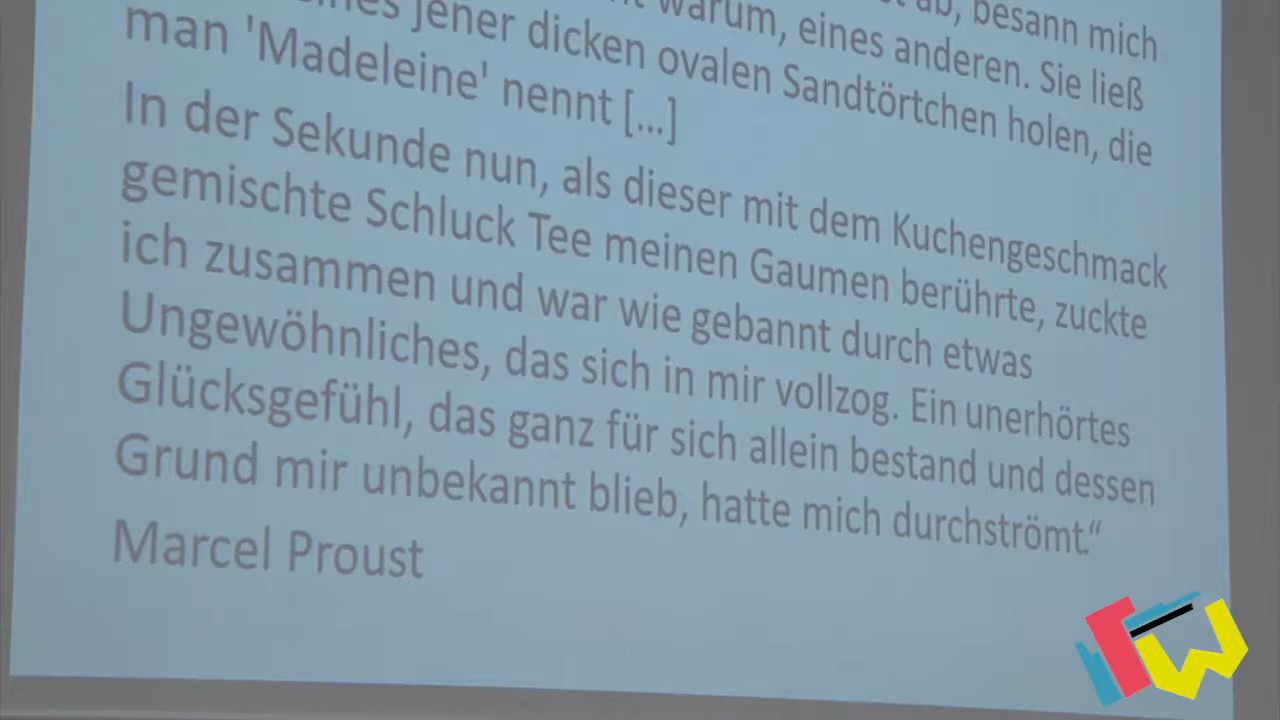 ab, besann mich
warum, eines anderen. Sie ließ
jener dicken ovalen Sandtörtchen holen, die
man 'Madeleine' nennt [...]
In der Sekunde nun, als dieser mit dem Kuchengeschmack
gemischte Schluck Tee meinen Gaumen berührte, zuckte
ich zusammen und war wie gebannt durch etwas
Ungewöhnliches, das sich in mir vollzog. Ein unerhörtes
Glücksgefühl, das ganz für sich allein bestand und dessen
Grund mir unbekannt blieb, hatte mich durchströmt.“
Marcel Proust